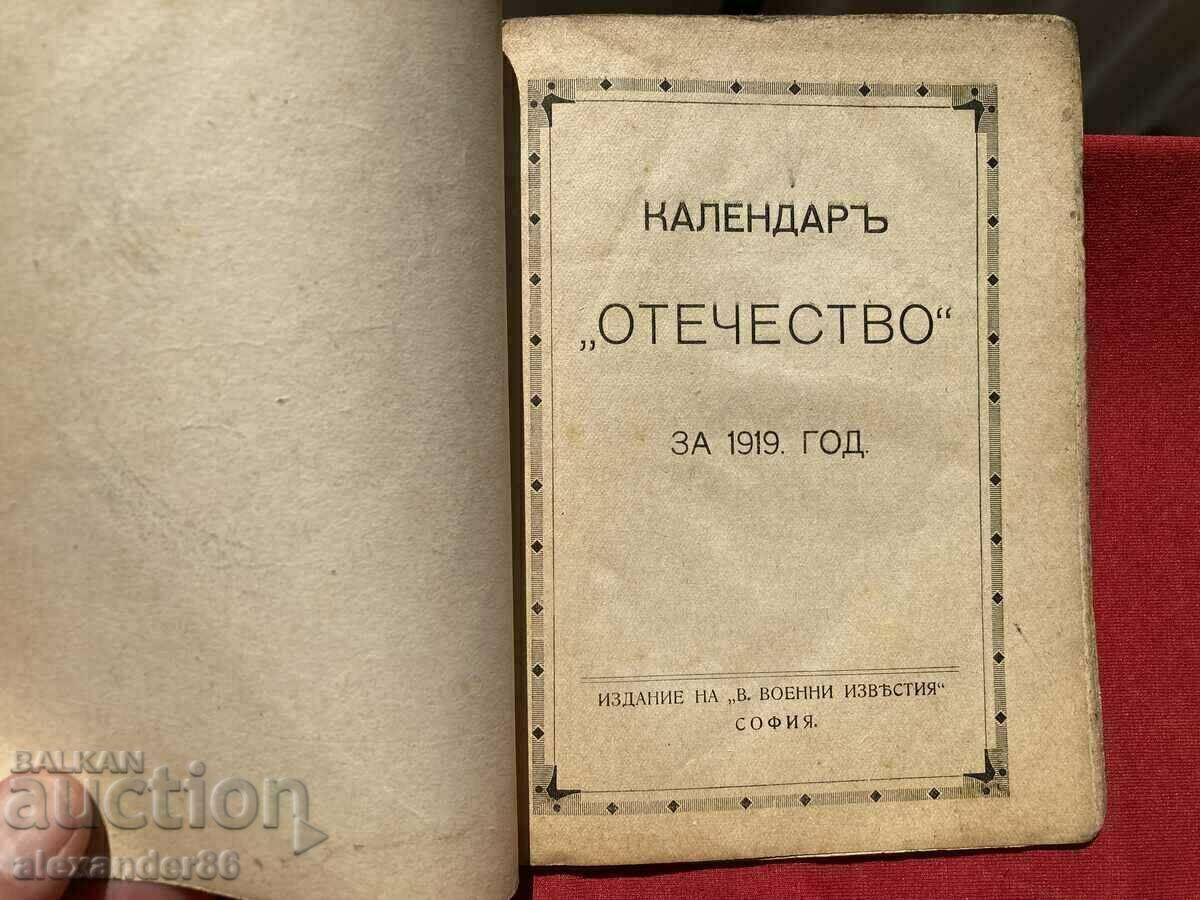 КАЛЕНДАРЪ
„ОТЕЧЕСТВО“
ЗА 1919. ГОД.
ИЗДАНИЕ НА „В. ВОЕННИ ИЗВѢСТИЯ“
СОФИЯ.
BALKAN
auction
alexander86